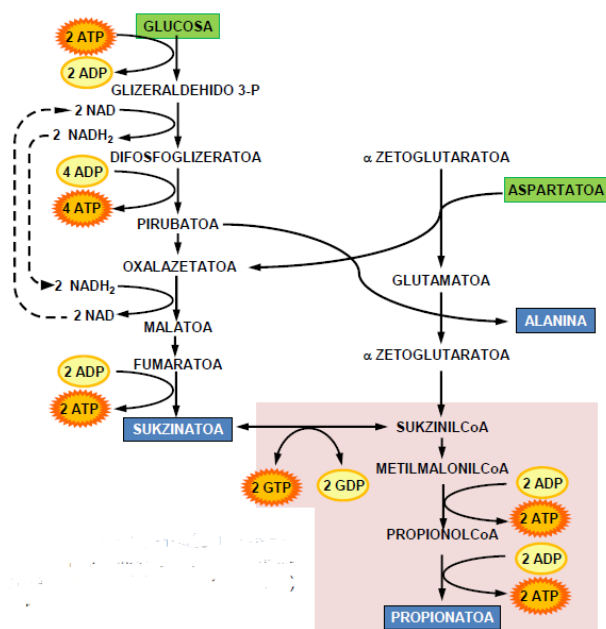 2 ATP
GLUCOSA
2 ADP
GLIZERALDEHIDO 3-P
2 NAD
2 NADH2
DIFOSFOGLIZERATOA
α ZETOGLUTARATOA
4 ADP
ASPARTATOA
4 ATP
PIRUBATOA
OXALAZETATOA
GLUTAMATOA
2 NADH2
2 NAD
ALANINA
MALATOA
α ZETOGLUTARATOA
FUMARATOA
2 ADP
2 ATP
SUKZINATOA
SUKZINILCoA
METILMALONILCoA
2 GTP
2 GDP
2 ADP
2 ATP
PROPIONOLCoA
2 ADP
2 ATP
PROPIONATOA